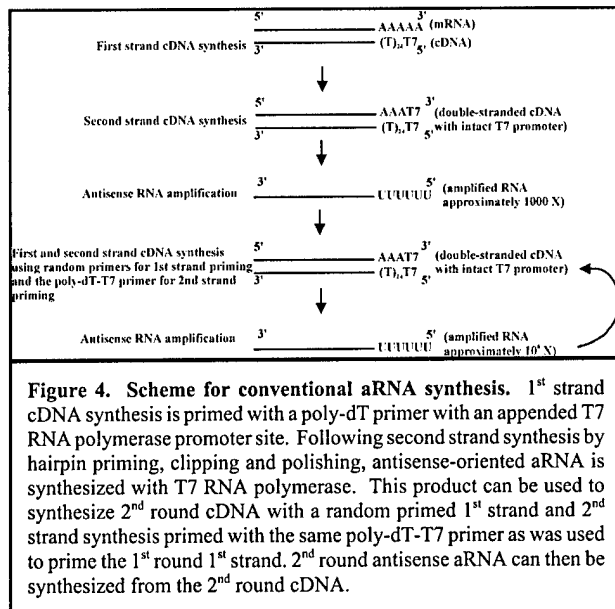 5' 3'
AAAAA (mRNA)
First strand cDNA synthesis 3' (T)₂₄T7 5' (cDNA)
5' 3'
AAAT7 (double-stranded cDNA
Second strand cDNA synthesis (T)₂₄T7 with intact T7 promoter)
3' 5'
3' 5'
Antisense RNA amplification UUUUUU (amplified RNA
approximately 1000 X)
First and second strand cDNA synthesis 5' 3'
using random primers for 1st strand priming AAAT7 (double-stranded cDNA
and the poly-dT-T7 primer for 2nd strand 3' (T)₂₄T7 5' with intact T7 promoter)
priming
3' 5'
Antisense RNA amplification UUUUUU (amplified RNA
approximately 10⁶ X)
Figure 4. Scheme for conventional aRNA synthesis. 1st strand
cDNA synthesis is primed with a poly-dT primer with an appended T7
RNA polymerase promoter site. Following second strand synthesis by
hairpin priming, clipping and polishing, antisense-oriented aRNA is
synthesized with T7 RNA polymerase. This product can be used to
synthesize 2nd round cDNA with a random primed 1st strand and 2nd
strand synthesis primed with the same poly-dT-T7 primer as was used
to prime the 1st round 1st strand. 2nd round antisense aRNA can then be
synthesized from the 2nd round cDNA.